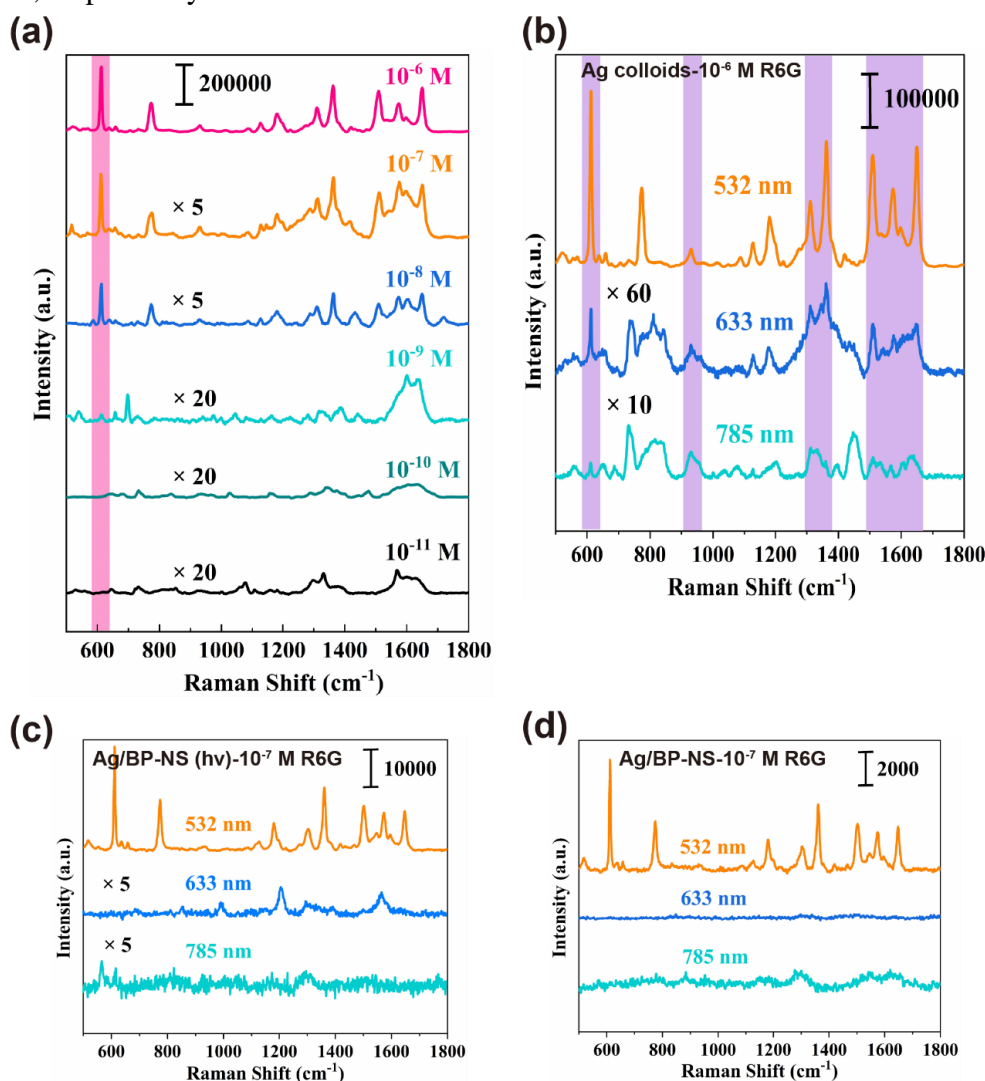 (a)
200000
10⁻⁶ M
10⁻⁷ M
× 5
10⁻⁸ M
× 5
10⁻⁹ M
× 20
10⁻¹⁰ M
× 20
10⁻¹¹ M
× 20
Intensity (a.u.)
600 800 1000 1200 1400 1600 1800
Raman Shift (cm⁻¹)
(b)
Ag colloids-10⁻⁶ M R6G
100000
532 nm
× 60
633 nm
× 10
785 nm
Intensity (a.u.)
400 600 800 1000 1200 1400 1600 1800
Raman Shift (cm⁻¹)
(c)
Ag/BP-NS (hv)-10⁻⁷ M R6G
10000
532 nm
× 5
633 nm
× 5
785 nm
Intensity (a.u.)
600 800 1000 1200 1400 1600 1800
Raman Shift (cm⁻¹)
(d)
Ag/BP-NS-10⁻⁷ M R6G
2000
532 nm
633 nm
785 nm
Intensity (a.u.)
600 800 1000 1200 1400 1600 1800
Raman Shift (cm⁻¹)